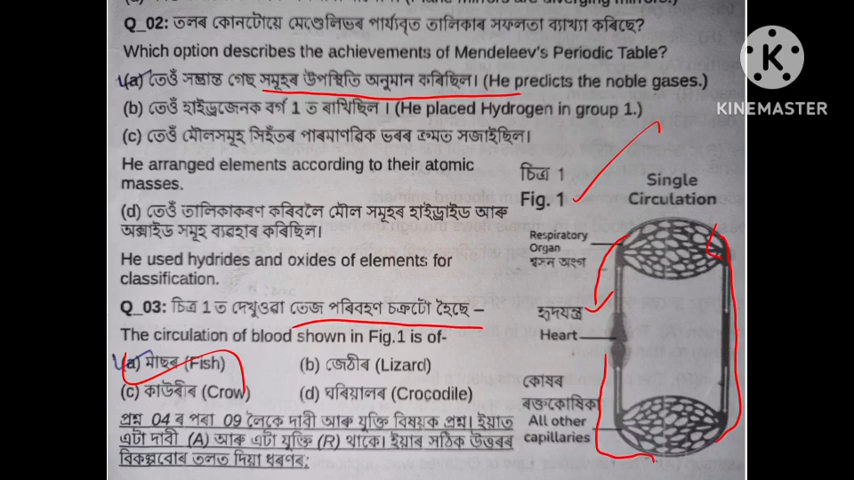 Q_02: তলৰ কোনটোয়ে মেণ্ডেলিভৰ পাৰ্য্যবৃত তালিকাৰ সফলতা ব্যাখ্যা কৰিছে?
Which option describes the achievements of Mendeleev's Periodic Table?
(a) তেওঁ সম্ভ্ৰান্ত গেছ সমূহৰ উপস্থিতি অনুমান কৰিছিল। (He predicts the noble gases.)
(b) তেওঁ হাইড্ৰজেনক বৰ্গ 1 ত ৰাখিছিল। (He placed Hydrogen in group 1.)
(c) তেওঁ মৌলসমূহ সিহঁতৰ পাৰমাণৱিক ভৰৰ ক্ৰমত সজাইছিল।
He arranged elements according to their atomic
masses.
(d) তেওঁ তালিকাকৰণ কৰিবলৈ মৌল সমূহৰ হাইড্ৰাইড আৰু
অক্সাইড সমূহ ব্যৱহাৰ কৰিছিল।
He used hydrides and oxides of elements for
classification.
Q_03: চিত্ৰ 1 ত দেখুওৱা তেজ পৰিবহণ চক্ৰটো হৈছে –
The circulation of blood shown in Fig.1 is of-
(a) মাছৰ (Fish) (b) জেঠীৰ (Lizard)
(c) কাউৰীৰ (Crow) (d) ঘৰিয়ালৰ (Crocodile)
প্ৰশ্ন 04 ৰ পৰা 09 লৈকে দাবী আৰু যুক্তি বিষয়ক প্ৰশ্ন। ইয়াত
এটা দাবী (A) আৰু এটা যুক্তি (R) থাকে। ইয়াৰ সঠিক উত্তৰৰ
বিকল্পবোৰ তলত দিয়া ধৰণৰ:
চিত্ৰ 1
Fig. 1
Single
Circulation
Respiratory
Organ
শ্বসন অংগ
হৃদযন্ত্ৰ
Heart
কোষৰ
ৰক্তকোষিকা
All other
capillaries
KINEMASTER